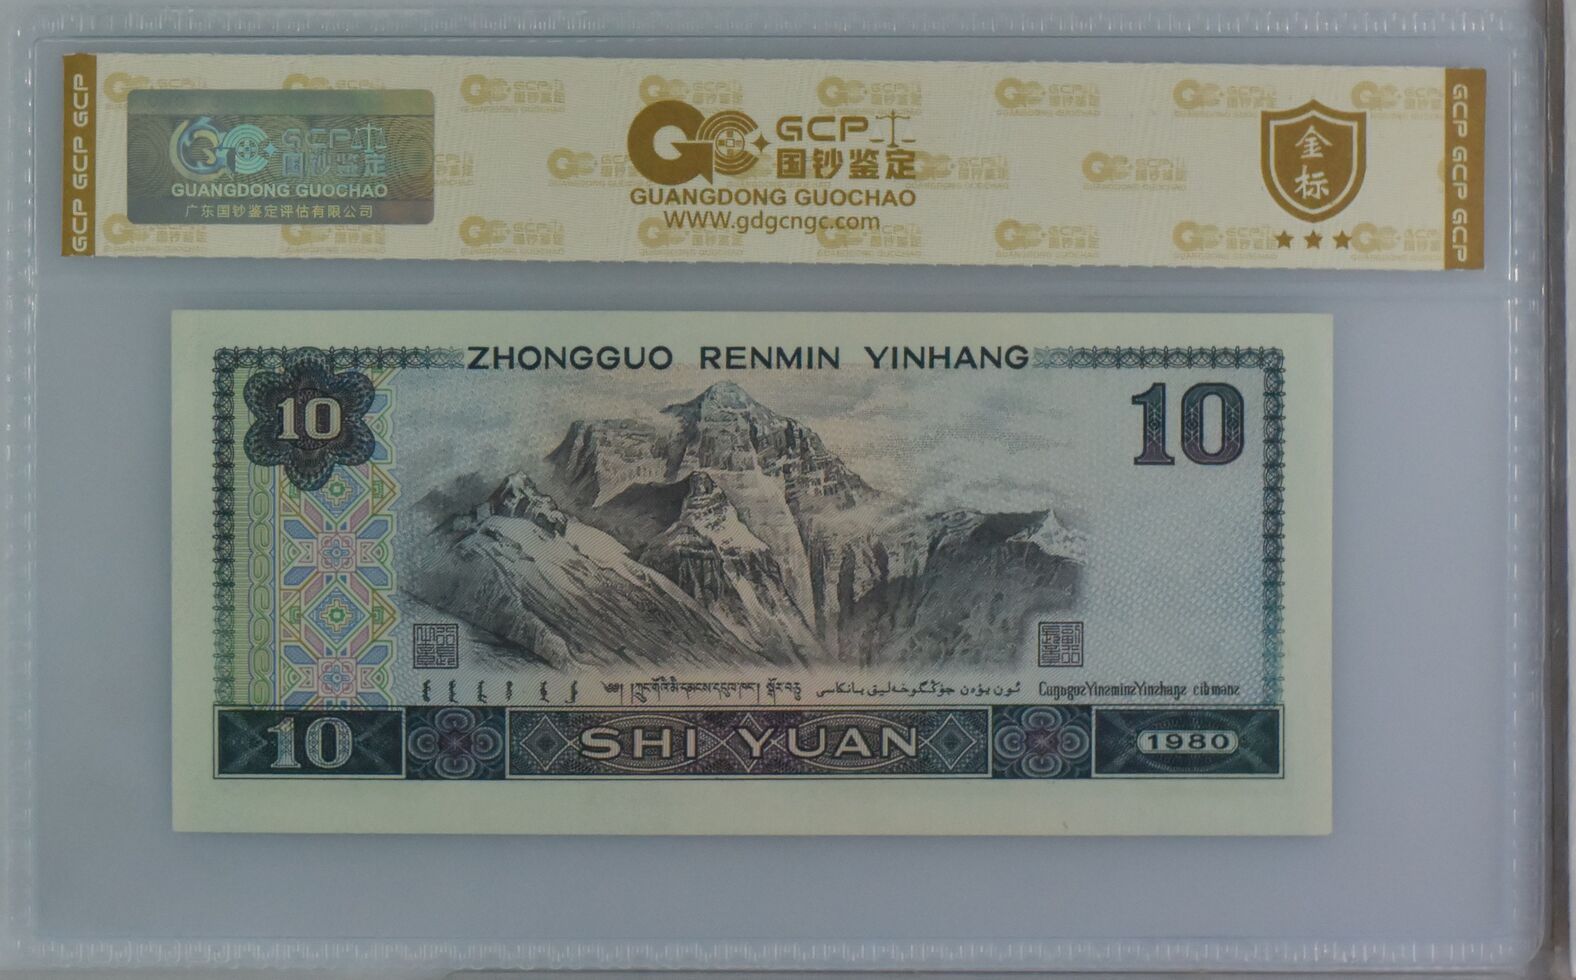 GCP GCP GCP
GUANGDONG GUOCHAO
广东国钞鉴定评估有限公司
GCP
国钞鉴定
GCP
国钞鉴定
GUANGDONG GUOCHAO
WWW.gdgcngc.com
金标
GCP GCP GCP
ZHONGGUO RENMIN YINHANG
10
10
SHI YUAN
10
1980